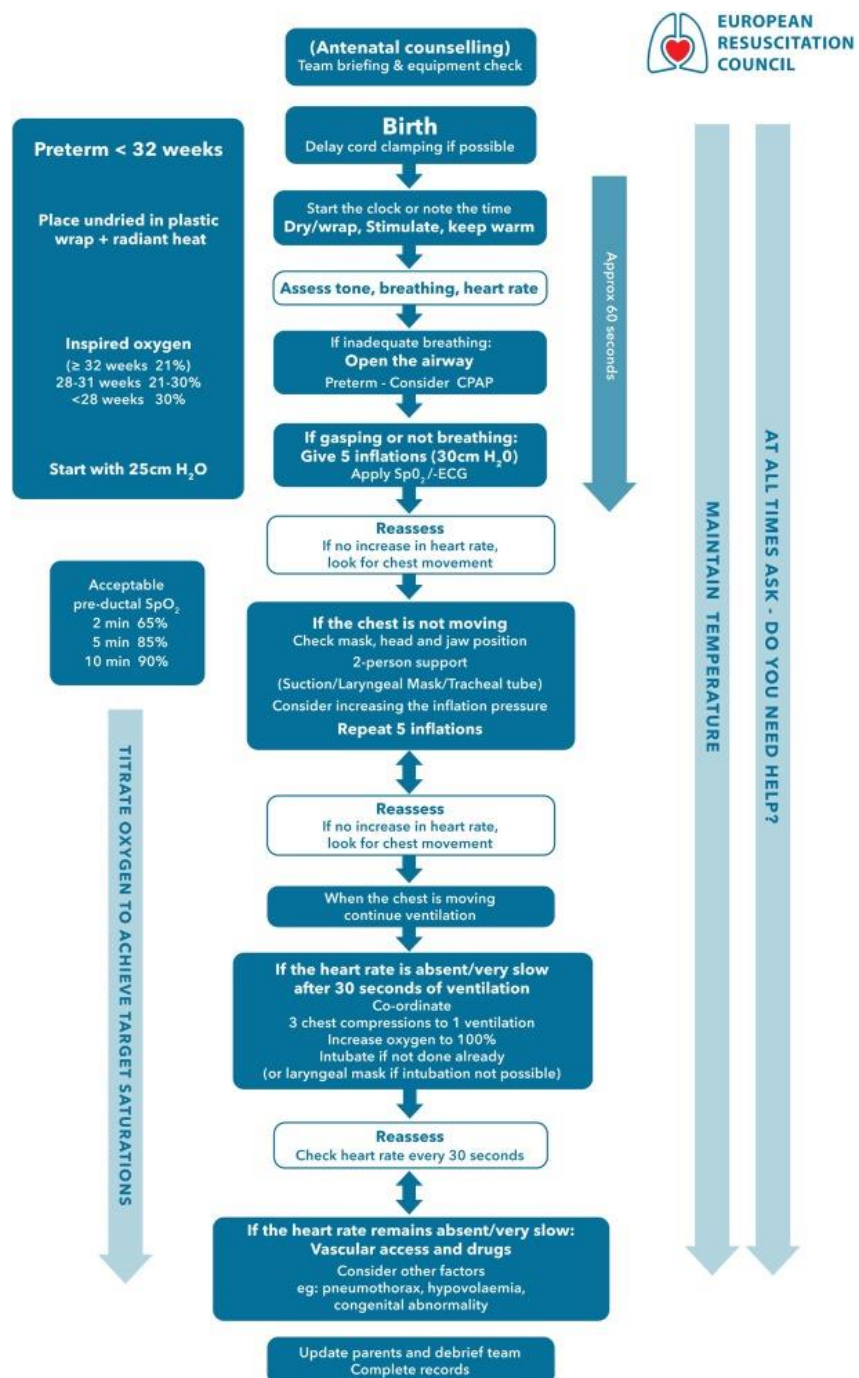 (Antenatal counselling)
Team briefing & equipment check
EUROPEAN
RESUSCITATION
COUNCIL
Birth
Delay cord clamping if possible
Start the clock or note the time
Dry/wrap, Stimulate, keep warm
Assess tone, breathing, heart rate
If inadequate breathing:
Open the airway
Preterm - Consider CPAP
If gasping or not breathing:
Give 5 inflations (30cm H₂0)
Apply Sp0₂ /-ECG
Reassess
If no increase in heart rate,
look for chest movement
If the chest is not moving
Check mask, head and jaw position
2-person support
(Suction/Laryngeal Mask/Tracheal tube)
Consider increasing the inflation pressure
Repeat 5 inflations
Reassess
If no increase in heart rate,
look for chest movement
When the chest is moving
continue ventilation
If the heart rate is absent/very slow
after 30 seconds of ventilation
Co-ordinate
3 chest compressions to 1 ventilation
Increase oxygen to 100%
Intubate if not done already
(or laryngeal mask if intubation not possible)
Reassess
Check heart rate every 30 seconds
If the heart rate remains absent/very slow:
Vascular access and drugs
Consider other factors
eg: pneumothorax, hypovolaemia,
congenital abnormality
Update parents and debrief team
Complete records
Preterm < 32 weeks
Place undried in plastic
wrap + radiant heat
Inspired oxygen
(≥ 32 weeks 21%)
28-31 weeks 21-30%
<28 weeks 30%
Start with 25cm H₂O
Acceptable
pre-ductal SpO₂
2 min 65%
5 min 85%
10 min 90%
TITRATE OXYGEN TO ACHIEVE TARGET SATURATIONS
Approx 60 seconds
MAINTAIN TEMPERATURE
AT ALL TIMES ASK - DO YOU NEED HELP?